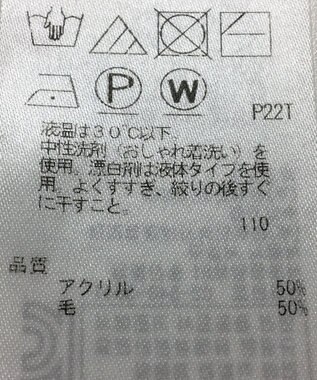 P W
P22T
液温は30℃以下。
中性洗剤（おしゃれ着洗い）を
使用。漂白剤は液体タイプを使
用。よくすすぎ、絞りの後すぐ
に干すこと。
110
品質
アクリル 50%
毛 50%